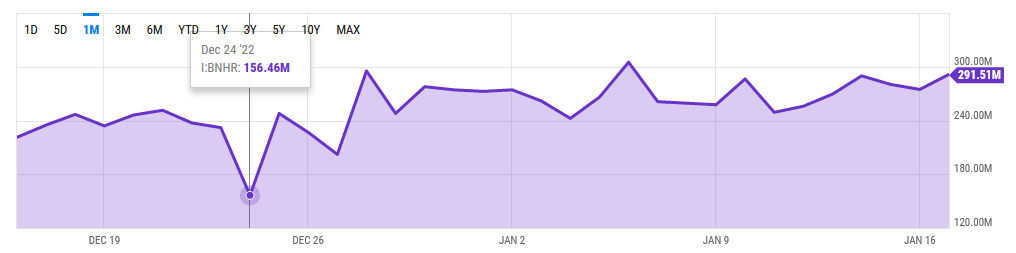 1D 5D 1M 3M 6M YTD 1Y 3Y 5Y 10Y MAX
Dec 24 '22
I:BNHR: 156.46M
300.00M
291.51M
240.00M
180.00M
120.00M
DEC 19 DEC 26 JAN 2 JAN 9 JAN 16